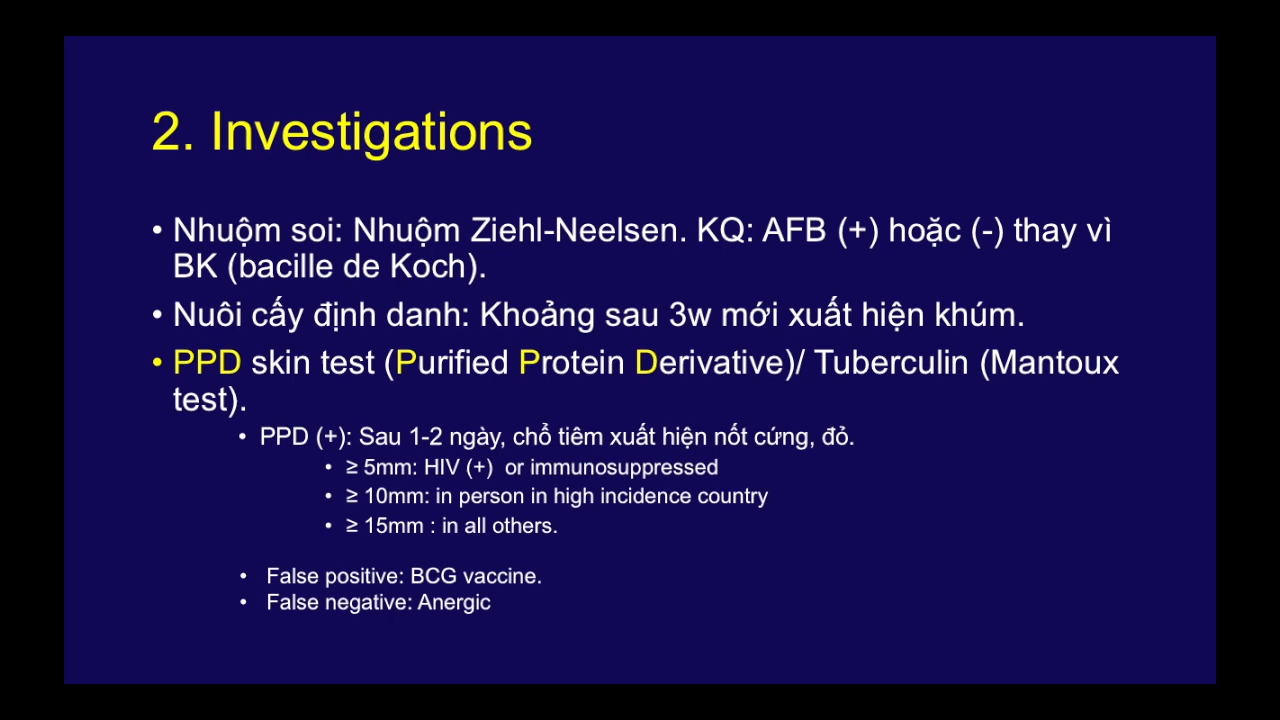 2. Investigations
• Nhuộm soi: Nhuộm Ziehl-Neelsen. KQ: AFB (+) hoặc (-) thay vì
BK (bacille de Koch).
• Nuôi cấy định danh: Khoảng sau 3w mới xuất hiện khúm.
• PPD skin test (Purified Protein Derivative)/ Tuberculin (Mantoux
test).
• PPD (+): Sau 1-2 ngày, chổ tiêm xuất hiện nốt cứng, đỏ.
• ≥ 5mm: HIV (+) or immunosuppressed
• ≥ 10mm: in person in high incidence country
• ≥ 15mm : in all others.
• False positive: BCG vaccine.
• False negative: Anergic